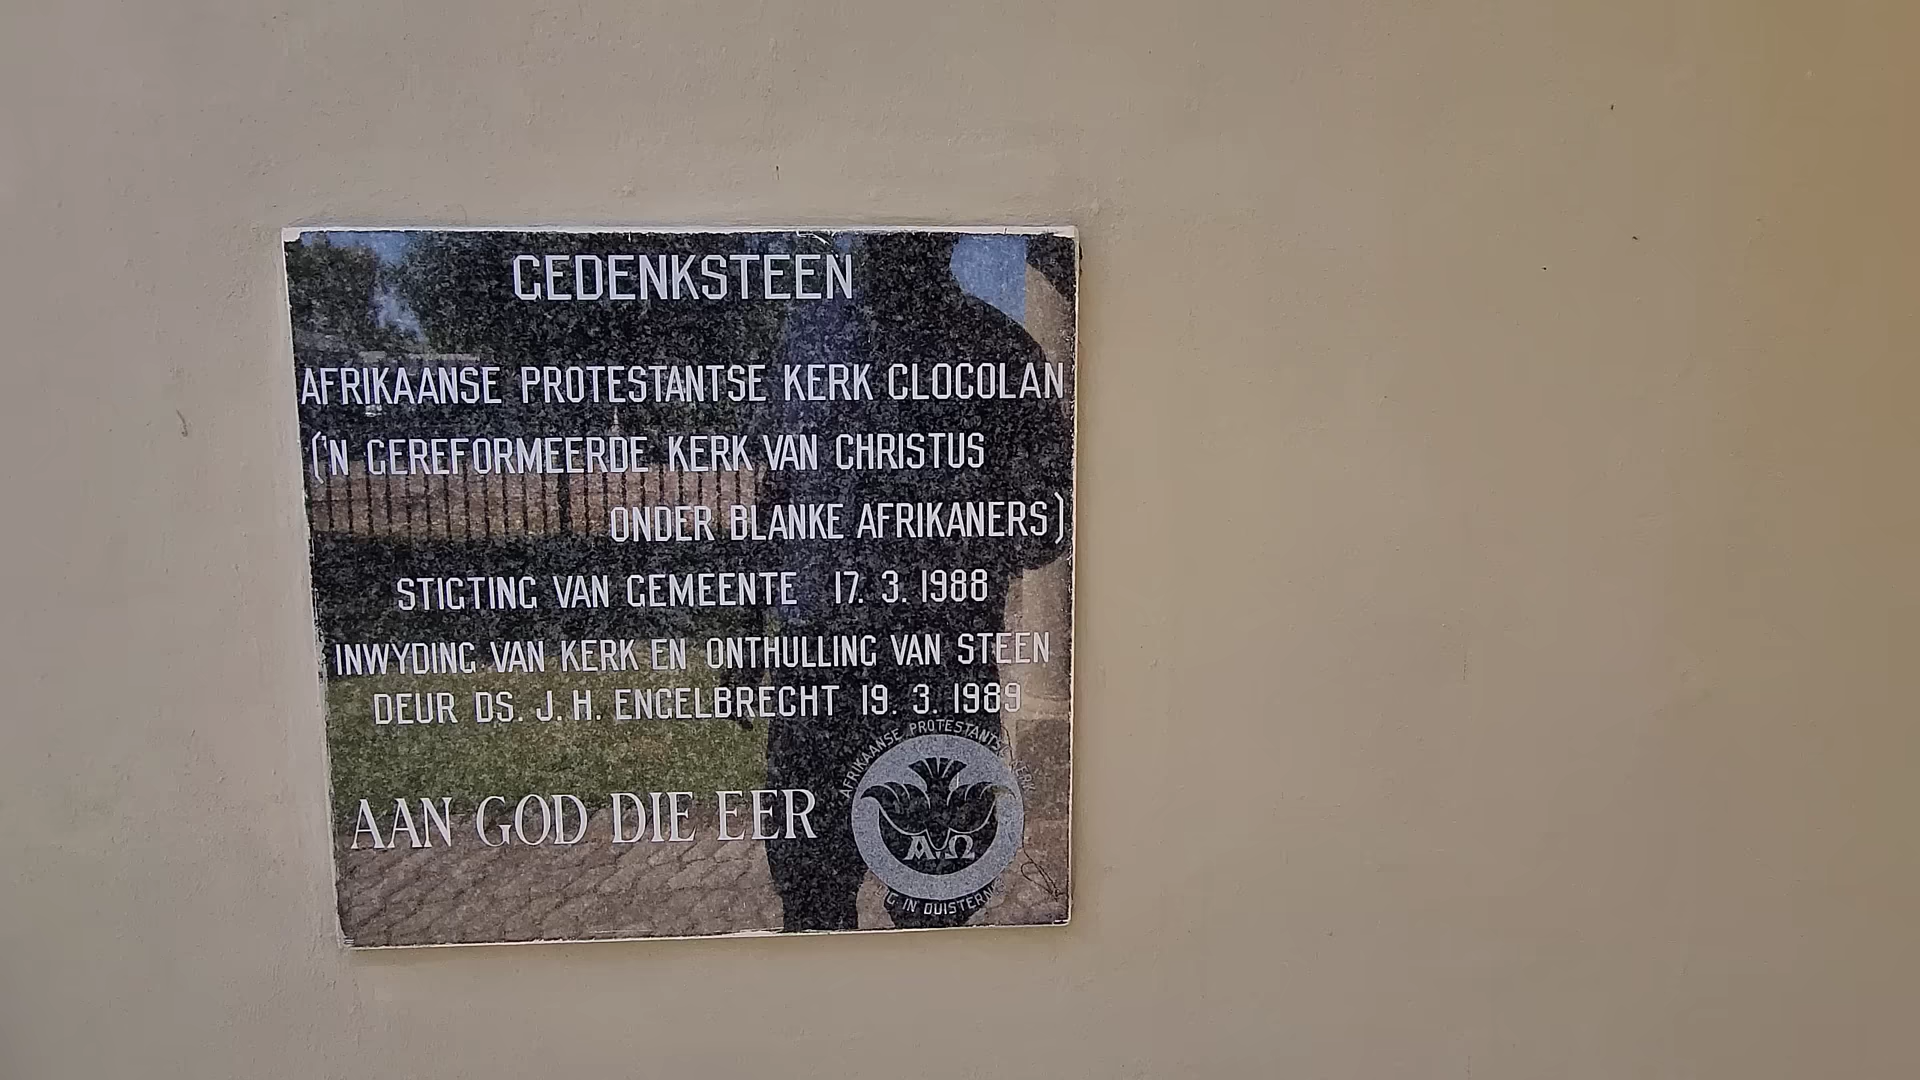 GEDENKSTEEN
AFRIKAANSE PROTESTANTSE KERK CLOCOLAN
('N GEREFORMEERDE KERK VAN CHRISTUS
ONDER BLANKE AFRIKANERS)
STIGTING VAN GEMEENTE 17. 3. 1988
INWYDING VAN KERK EN ONTHULLING VAN STEEN
DEUR DS. J. H. ENGELBRECHT 19. 3. 1989
AFRIKAANSE PROTESTANTSE KERK
AAN GOD DIE EER
A Ω
IN